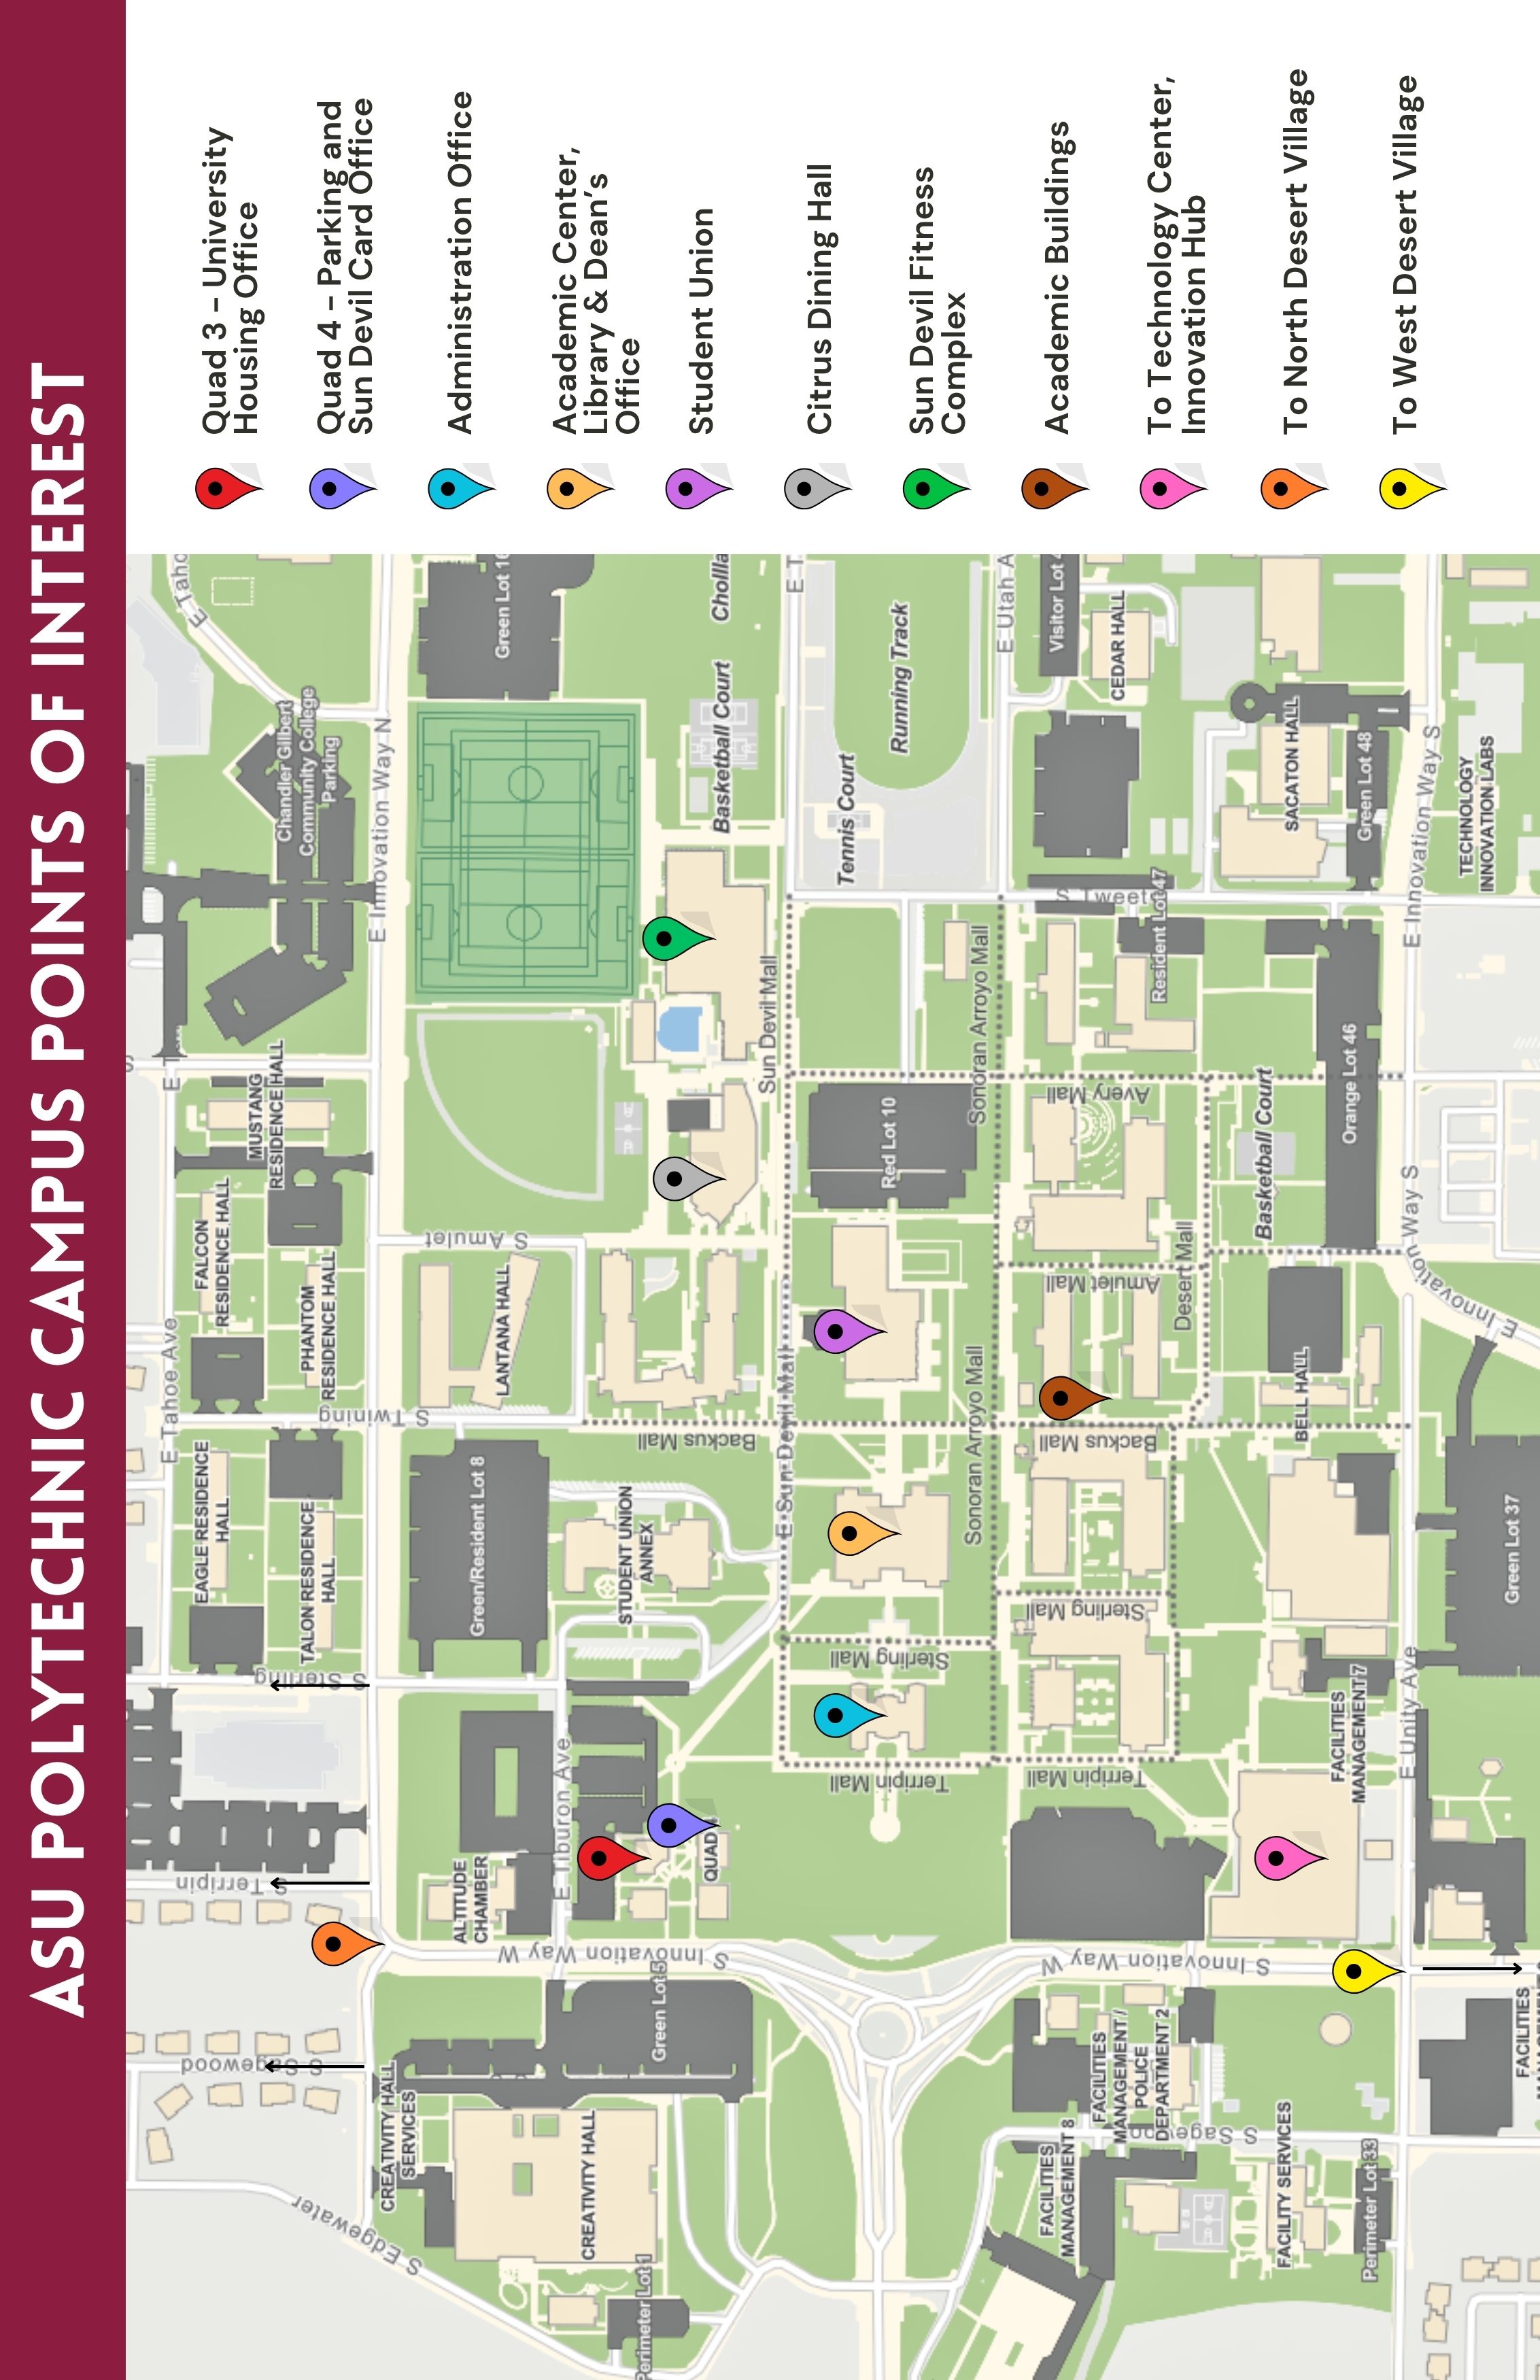 ASU POLYTECHNIC CAMPUS POINTS OF INTEREST
Quad 3 – University
Housing Office
Quad 4 – Parking and
Sun Devil Card Office
Administration Office
Academic Center,
Library & Dean's
Office
Student Union
Citrus Dining Hall
Sun Devil Fitness
Complex
Academic Buildings
To Technology Center,
Innovation Hub
To North Desert Village
To West Desert Village
S Edgewater
S Sagewood
S Terripin
S Sterling
E Tahoe Ave
EAGLE RESIDENCE
HALL
TALON RESIDENCE
HALL
FALCON
RESIDENCE HALL
PHANTOM
RESIDENCE HALL
MUSTANG
RESIDENCE HALL
E T
S
Chandler Gilbert
Community College
Parking
E Taho
E Innovation Way N
CREATIVITY HALL
SERVICES
CREATIVITY HALL
Perimeter Lot 1
Green Lot 5
ALTITUDE
CHAMBER
E Tiburon Ave
QUAD
S Innovation Way W
Green/Resident Lot 8
STUDENT UNION
ANNEX
S Twining
LANTANA HALL
S Amulet
Backus Mall
Green Lot 10
Basketball Court
Cholla
E Sun Devil Mall
Sun Devil Mall
E T
Terripin Mall
Sterling Mall
Red Lot 10
Tennis Court
Running Track
Sonoran Arroyo Mall
Sonoran Arroyo Mall
E Utah A
Terripin Mall
Sterling Mall
Backus Mall
Amulet Mall
Avery Mall
Desert Mall
S Tweet
Resident Lot 47
Visitor Lot 4
CEDAR HALL
SACATON HALL
Green Lot 48
TECHNOLOGY
INNOVATION LABS
E Innovation Way S
Basketball Court
Orange Lot 46
BELL HALL
Way S
E Innovation
Green Lot 37
FACILITIES
MANAGEMENT 7
E Unity Ave
S Innovation Way W
FACILITIES
MANAGEMENT /
POLICE
DEPARTMENT 2
FACILITIES
MANAGEMENT 8
S Sagewoo
FACILITY SERVICES
Perimeter Lot 33
FACILITIES